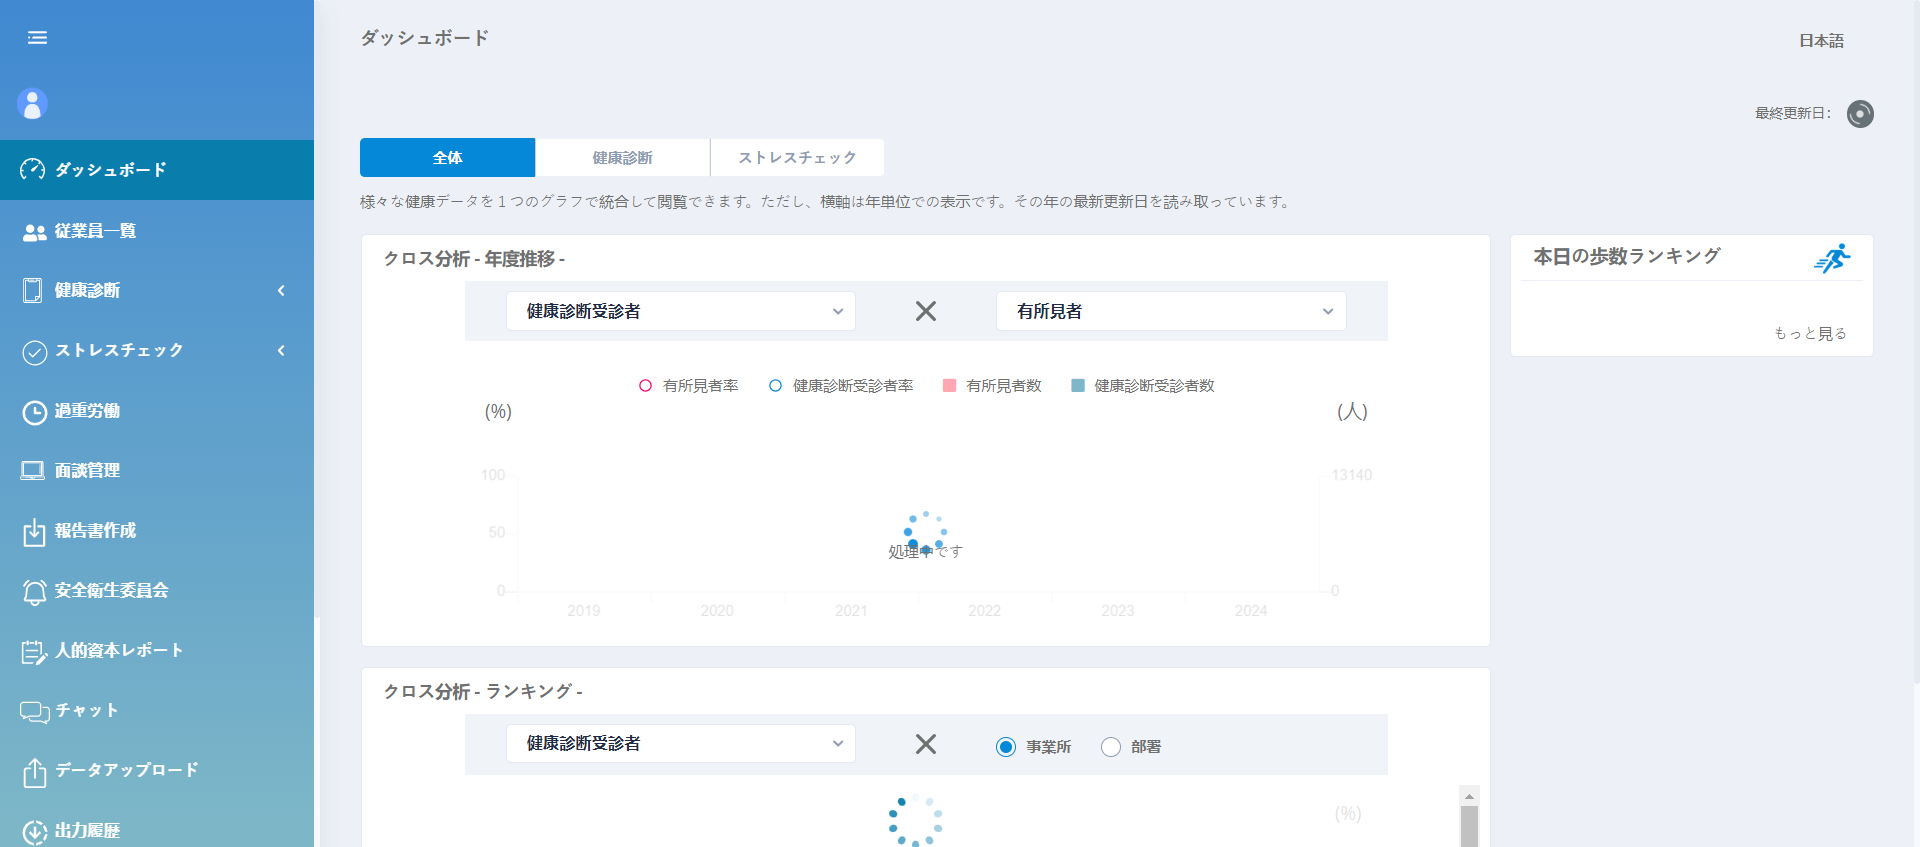 ダッシュボード
従業員一覧
健康診断
ストレスチェック
過重労働
面談管理
報告書作成
安全衛生委員会
人的資本レポート
チャット
データアップロード
出力履歴
ダッシュボード
日本語
最終更新日：
全体
健康診断
ストレスチェック
様々な健康データを１つのグラフで統合して閲覧できます。ただし、横軸は年単位での表示です。その年の最新更新日を読み取っています。
クロス分析 - 年度推移 -
健康診断受診者
有所見者
有所見者率
健康診断受診者率
有所見者数
健康診断受診者数
(%)
(人)
100
13140
50
処理中です
0
0
2019
2020
2021
2022
2023
2024
本日の歩数ランキング
もっと見る
クロス分析 - ランキング -
健康診断受診者
事業所
部署
(%)